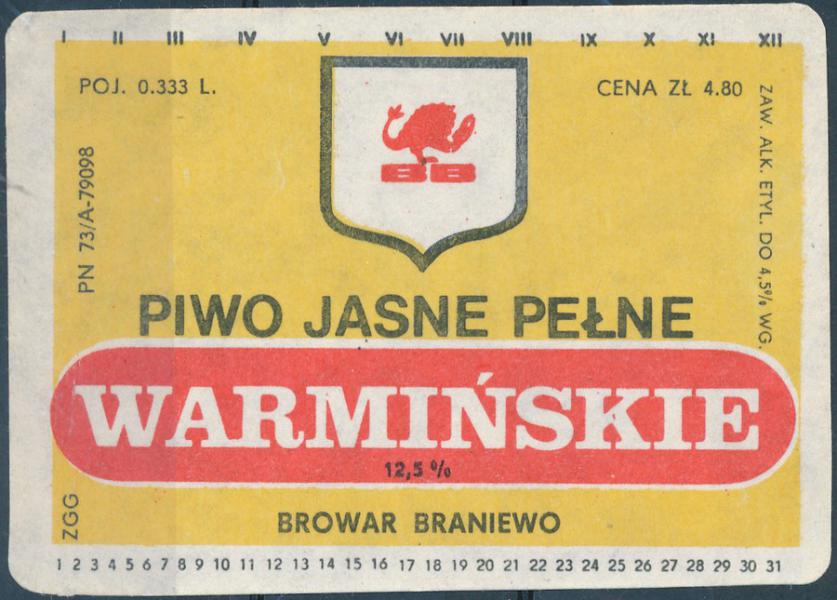 I II III IV V VI VII VIII IX X XI XII
POJ. 0.333 L.
CENA ZŁ 4.80
PN 73/A-79098
ZAW. ALK. ETYL. DO 4,5% WG.
BB
PIWO JASNE PEŁNE
WARMIŃSKIE
12,5 %
ZGG
BROWAR BRANIEWO
1 2 3 4 5 6 7 8 9 10 11 12 13 14 15 16 17 18 19 20 21 22 23 24 25 26 27 28 29 30 31